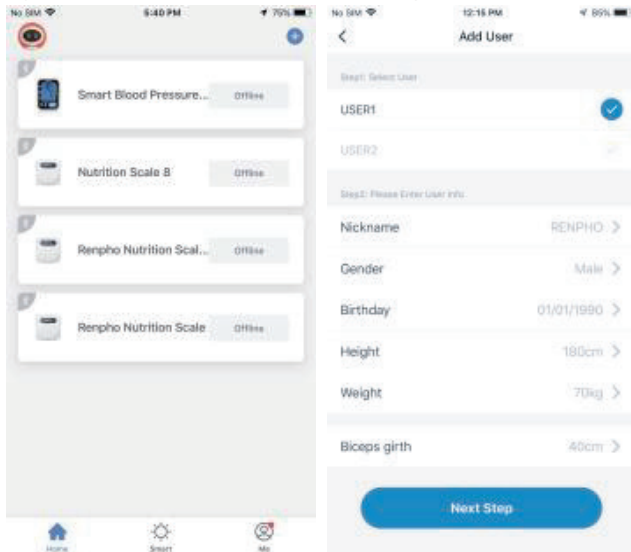 No SIM
5:40 PM
75%
Smart Blood Pressure...
Offline
Nutrition Scale B
Offline
Renpho Nutrition Scal...
Offline
Renpho Nutrition Scale
Offline
Home
Smart
Me
No SIM
12:15 PM
85%
Add User
Step1: Select User
USER1
USER2
Step2: Please Enter User Info.
Nickname RENPHO
Gender Male
Birthday 01/01/1990
Height 180cm
Weight 70kg
Biceps girth 40cm
Next Step